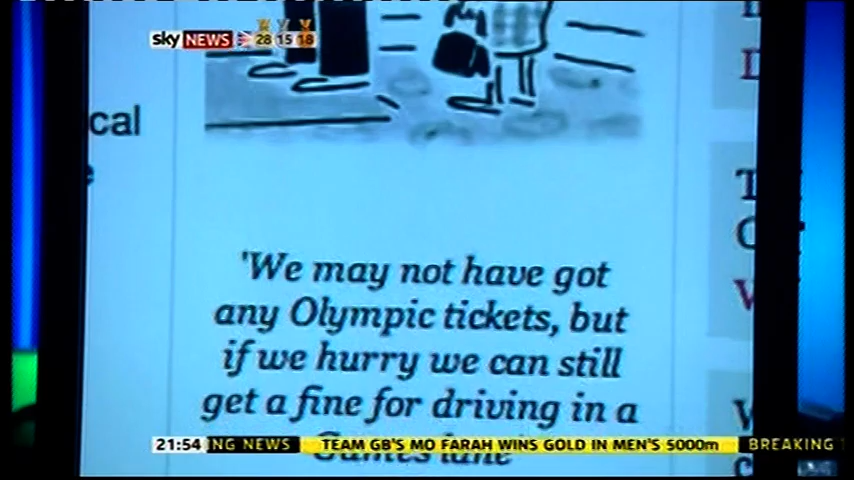 sky NEWS 28 15 18
cal
'We may not have got
any Olympic tickets, but
if we hurry we can still
get a fine for driving in a
Games lane
21:54 NG NEWS TEAM GB'S MO FARAH WINS GOLD IN MEN'S 5000m BREAKING